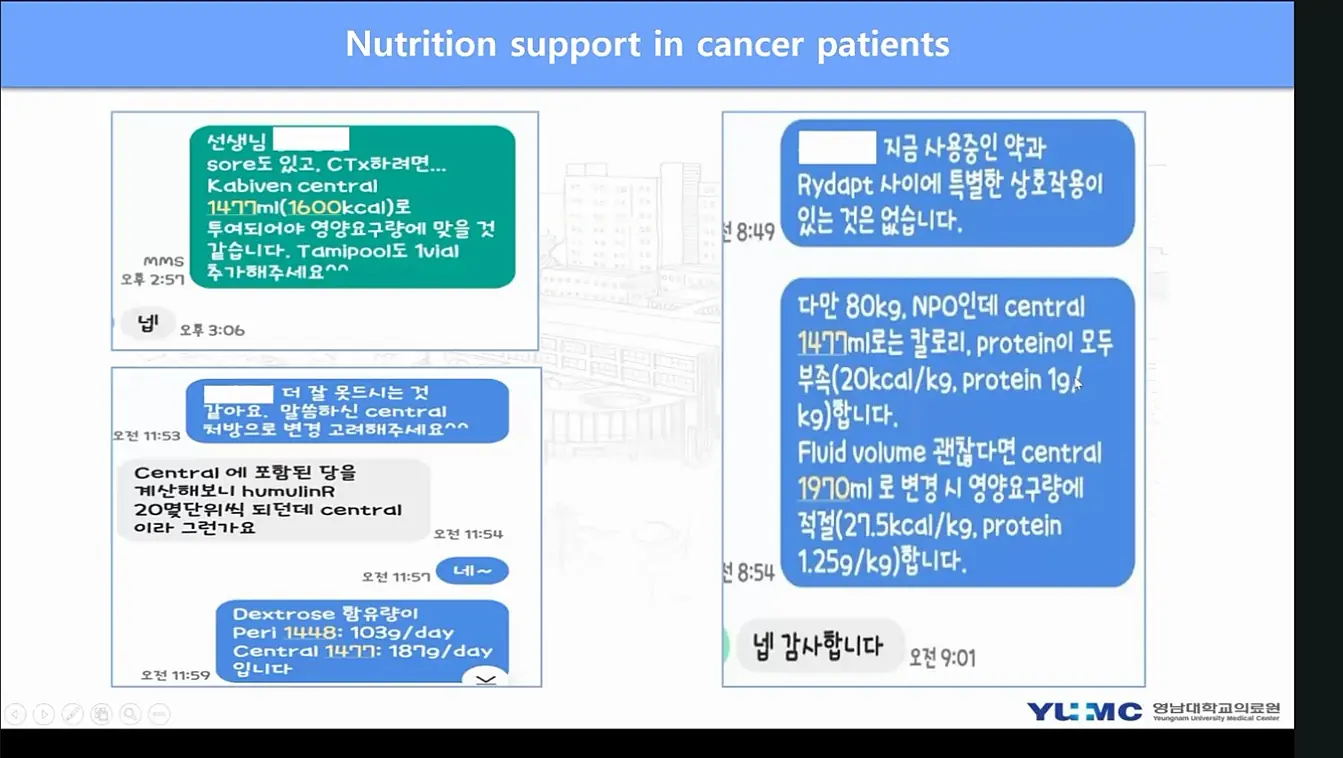 Nutrition support in cancer patients
선생님
sore도 있고, CTx하려면...
Kabiven central
1477ml(1600kcal)로
투여되어야 영양요구량에 맞을 것
같습니다. Tamipool도 1vial
추가해주세요^^
MMS
오후 2:57
넵!
오후 3:06
더 잘 못드시는 것
같아요. 말씀하신 central
처방으로 변경 고려해주세요^^
오전 11:53
Central 에 포함된 당을
계산해보니 humulinR
20몇단위씩 되던데 central
이라 그런가요
오전 11:54
네~
오전 11:57
Dextrose 함유량이
Peri 1448: 103g/day
Central 1477: 187g/day
입니다
오전 11:59
지금 사용중인 약과
Rydapt 사이에 특별한 상호작용이
있는 것은 없습니다.
전 8:49
다만 80kg, NPO인데 central
1477ml로는 칼로리, protein이 모두
부족(20kcal/kg, protein 1g/
kg)합니다.
Fluid volume 괜찮다면 central
1970ml 로 변경 시 영양요구량에
적절(27.5kcal/kg, protein
1.25g/kg)합니다.
전 8:54
넵! 감사합니다
오전 9:01
YUMC 영남대학교의료원
Yeungnam University Medical Center